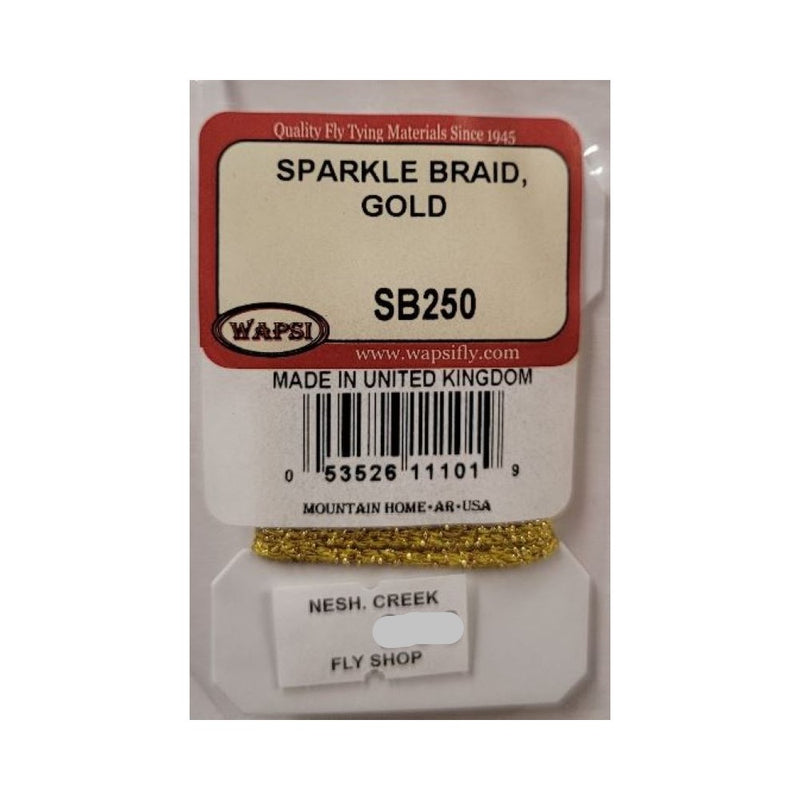 Quality Fly Tying Materials Since 1945
SPARKLE BRAID,
GOLD
SB250
WAPSI
www.wapsifly.com
MADE IN UNITED KINGDOM
0 53526 11101 9
MOUNTAIN HOME•AR•USA
NESH. CREEK
FLY SHOP